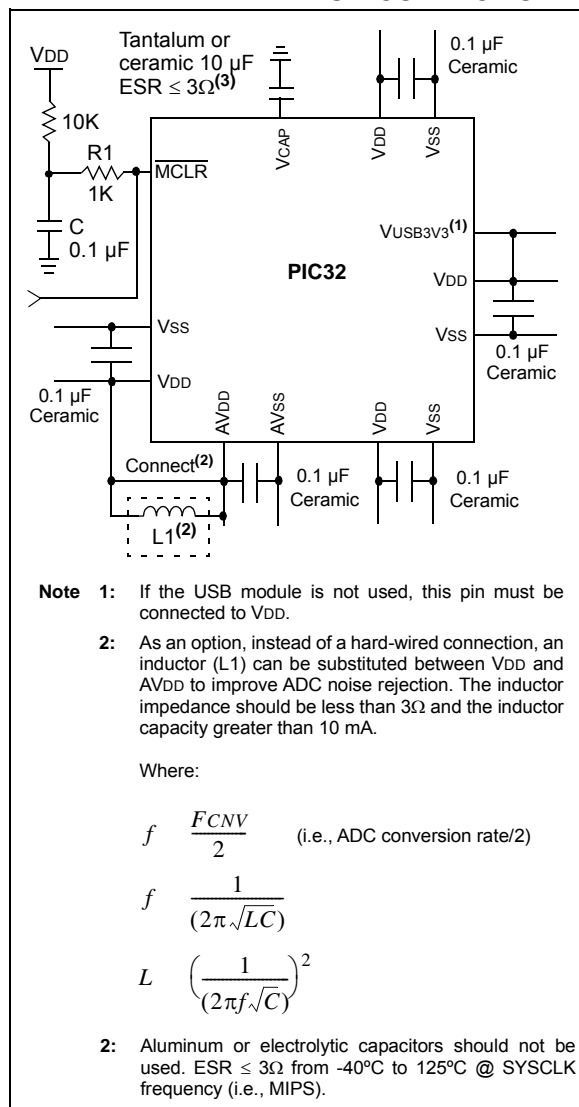 VDD
Tantalum or
ceramic 10 µF
ESR ≤ 3Ω(3)
0.1 µF
Ceramic
10K
R1
1K
MCLR
VCAP
VDD
VSS
C
0.1 µF
VUSB3V3(1)
PIC32
VDD
VSS
0.1 µF
Ceramic
VSS
VDD
0.1 µF
Ceramic
AVDD
AVSS
VDD
VSS
Connect(2)
0.1 µF
Ceramic
0.1 µF
Ceramic
L1(2)
Note 1: If the USB module is not used, this pin must be
connected to VDD.
2: As an option, instead of a hard-wired connection, an
inductor (L1) can be substituted between VDD and
AVDD to improve ADC noise rejection. The inductor
impedance should be less than 3Ω and the inductor
capacity greater than 10 mA.
Where:
f FCNV/2 (i.e., ADC conversion rate/2)
f 1/(2π√LC)
L (1/(2πf√C))²
2: Aluminum or electrolytic capacitors should not be
used. ESR ≤ 3Ω from -40ºC to 125ºC @ SYSCLK
frequency (i.e., MIPS).